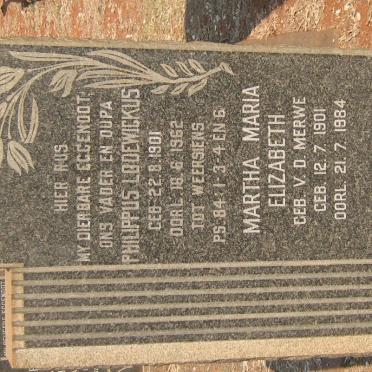 HIER RUS
MY DIERBARE EGGENOOT,
ONS VADER EN OUPA
PHILIPPUS LODEWICKUS
GEB. 22.8.1901
OORL. 18.6.1962
TOT WEERSIENS
PS. 84:1-3-4 EN 6
MARTHA MARIA
ELIZABETH
GEB. V.D. MERWE
GEB. 12.7.1901
OORL. 21.7.1984